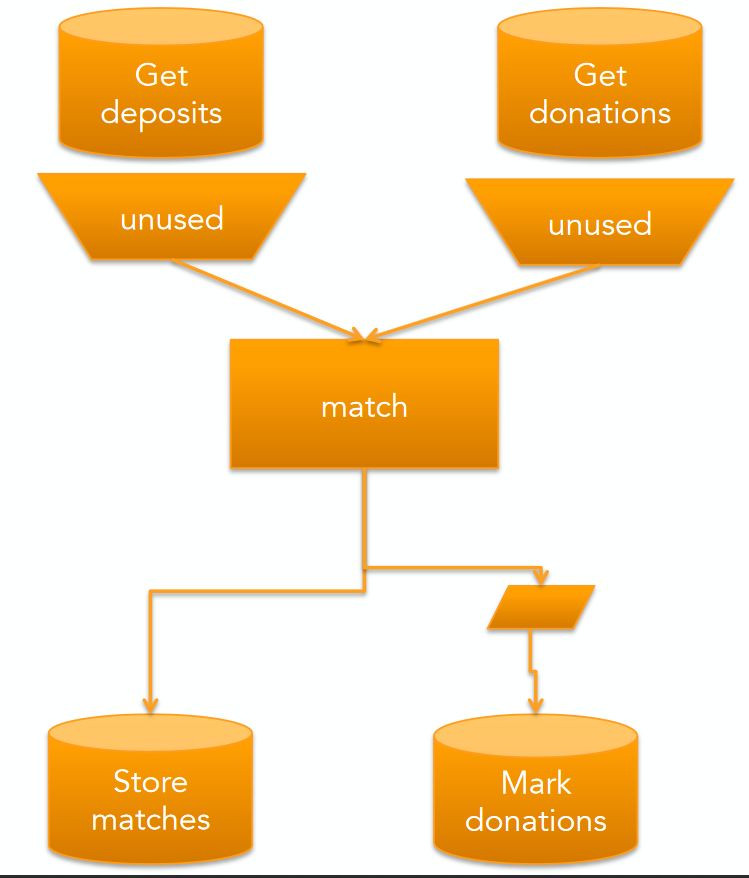 Get
deposits
Get
donations
unused
unused
match
Store
matches
Mark
donations